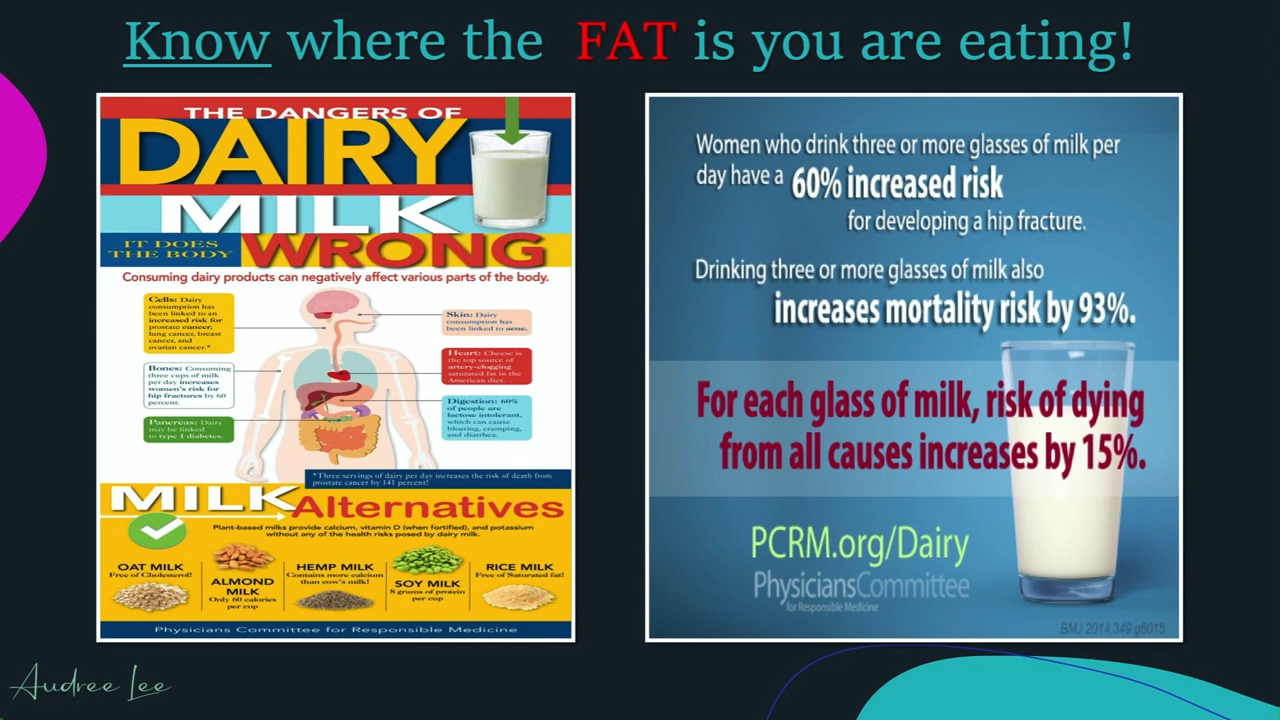 Know where the FAT is you are eating!
THE DANGERS OF
DAIRY
MILK
IT DOES
THE BODY
WRONG
Consuming dairy products can negatively affect various parts of the body.
Cells: Dairy
consumption has
been linked to an
increased risk for
prostate cancer,
lung cancer, breast
cancer, and
ovarian cancer.*
Bones: Consuming
three cups of milk
per day increases
women's risk for
hip fractures by 60
percent.
Pancreas: Dairy
may be linked
to type 1 diabetes.
Skin: Dairy
consumption has
been linked to acne.
Heart: Cheese is
the top source of
artery-clogging
saturated fat in the
American diet.
Digestion: 60%
of people are
lactose intolerant,
which can cause
bloating, cramping,
and diarrhea.
*Three servings of dairy per day increases the risk of death from
prostate cancer by 141 percent!
MILK Alternatives
Plant-based milks provide calcium, vitamin D (when fortified), and potassium
without any of the health risks posed by dairy milk.
OAT MILK
Free of Cholesterol!
ALMOND
MILK
Only 60 calories
per cup
HEMP MILK
Contains more calcium
than cow's milk!
SOY MILK
8 grams of protein
per cup
RICE MILK
Free of Saturated fat!
Physicians Committee for Responsible Medicine
Women who drink three or more glasses of milk per
day have a 60% increased risk
for developing a hip fracture.
Drinking three or more glasses of milk also
increases mortality risk by 93%.
For each glass of milk, risk of dying
from all causes increases by 15%.
PCRM.org/Dairy
PhysiciansCommittee
for Responsible Medicine
BMJ 2014;349:g6015
Audree Lee